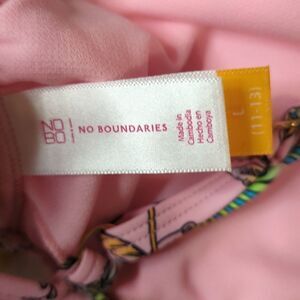 NO
BO
NO BOUNDARIES
Made in
Cambodia
Hecho en
Camboya
L
(11-13)